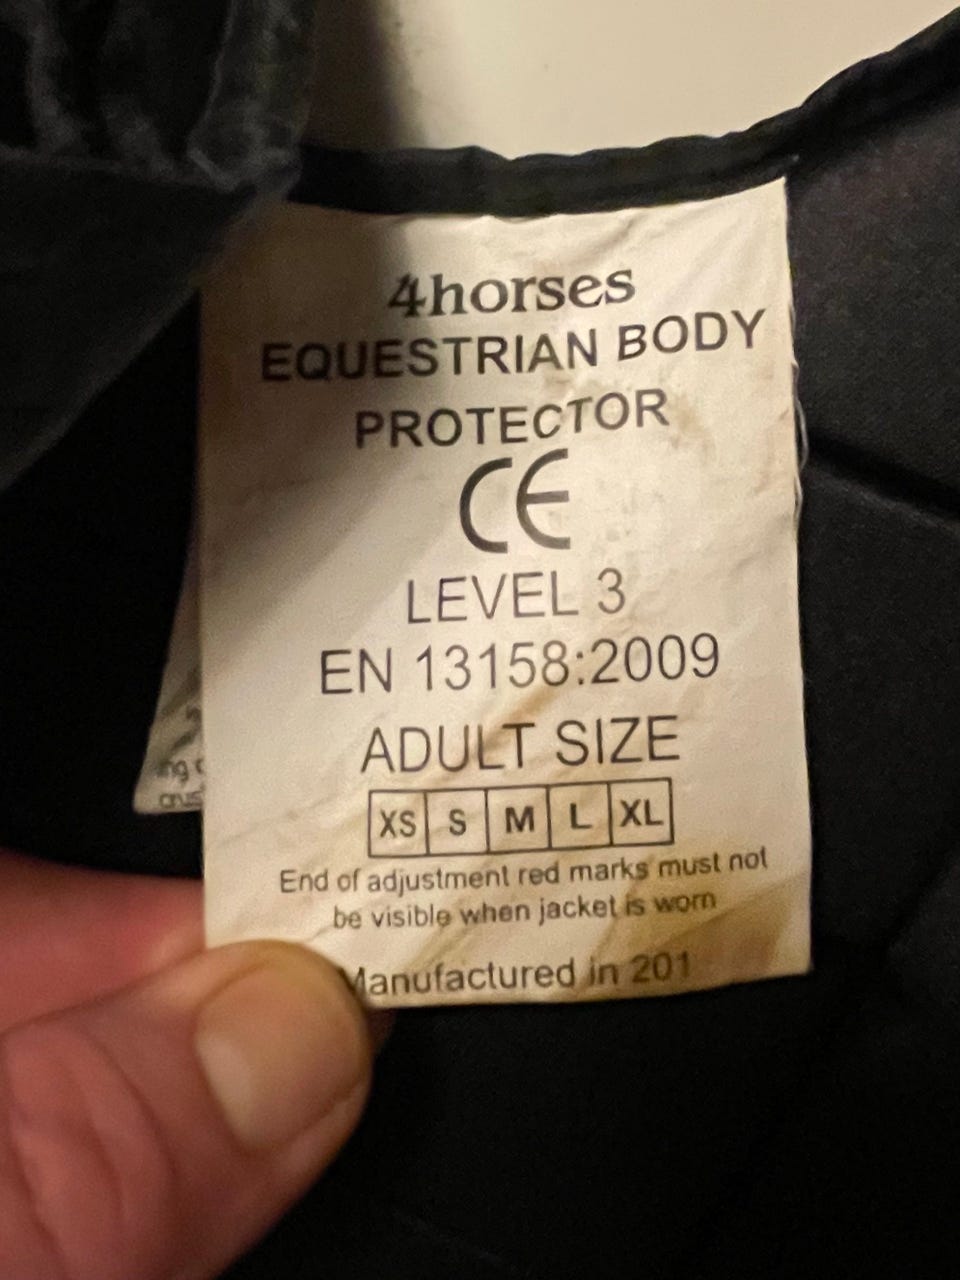 4horses
EQUESTRIAN BODY
PROTECTOR
CE
LEVEL 3
EN 13158:2009
ADULT SIZE
XS S M L XL
End of adjustment red marks must not
be visible when jacket is worn
Manufactured in 201